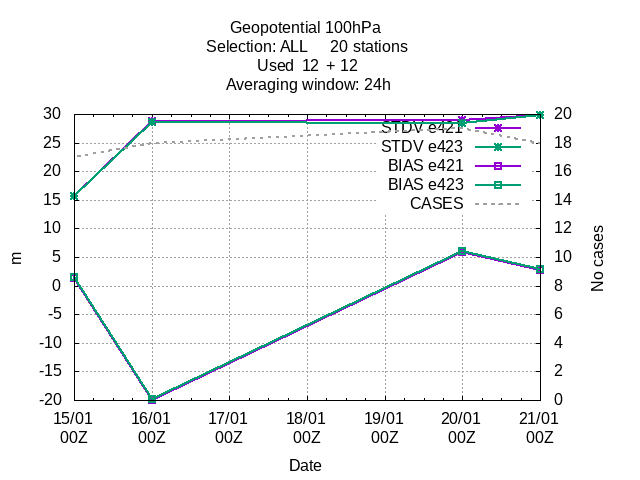 Geopotential 100hPa
Selection: ALL 20 stations
Used 12 + 12
Averaging window: 24h
STDV e421
STDV e423
BIAS e421
BIAS e423
CASES
30
25
20
15
10
5
0
-5
-10
-15
-20
m
20
18
16
14
12
10
8
6
4
2
0
No cases
15/01 16/01 17/01 18/01 19/01 20/01 21/01
00Z 00Z 00Z 00Z 00Z 00Z 00Z
Date